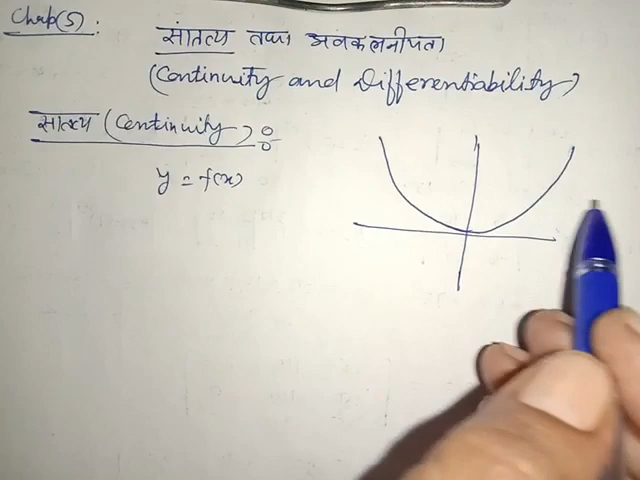 Chap(5):
सांतत्य तथा अवकलनीयता
(Continuity and Differentiability)
सातत्य (Continuity) :-
y = f(x)